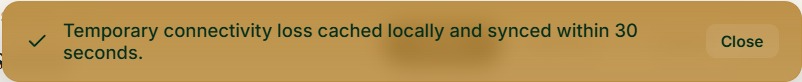 Temporary connectivity loss cached locally and synced within 30
seconds.
Close